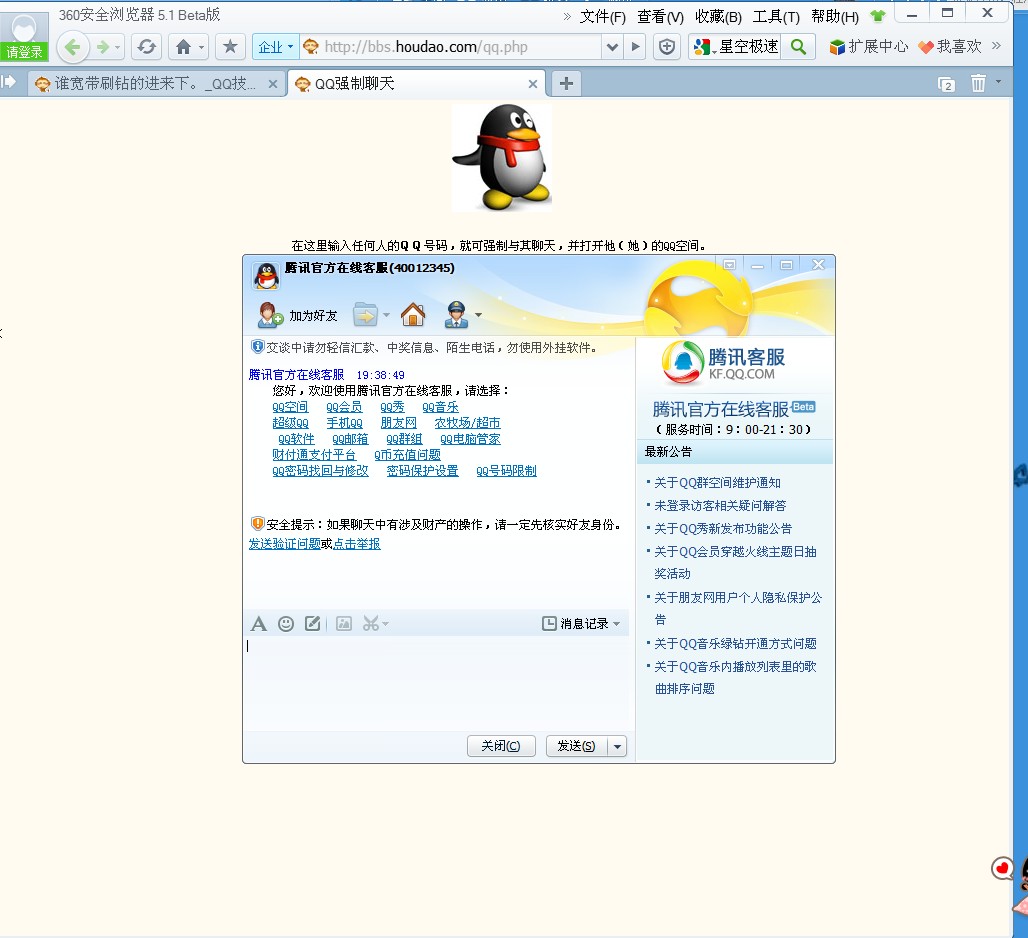 360安全浏览器 5.1 Beta版
» 文件(F) 查看(V) 收藏(B) 工具(T) 帮助(H)
请登录
企业 http://bbs.houdao.com/qq.php
星空极速
扩展中心 我喜欢 »
谁宽带刷钻的进来下。_QQ技... QQ强制聊天
2
在这里输入任何人的ＱＱ号码，就可强制与其聊天，并打开他（她）的QQ空间。
腾讯官方在线客服(40012345)
加为好友
交谈中请勿轻信汇款、中奖信息、陌生电话，勿使用外挂软件。
腾讯官方在线客服 19:38:49
您好，欢迎使用腾讯官方在线客服，请选择：
QQ空间 QQ会员 QQ秀 QQ音乐
超级QQ 手机QQ 朋友网 农牧场/超市
QQ软件 QQ邮箱 QQ群组 QQ电脑管家
财付通支付平台 Q币充值问题
QQ密码找回与修改 密码保护设置 QQ号码限制
安全提示：如果聊天中有涉及财产的操作，请一定先核实好友身份。
发送验证问题或点击举报
消息记录
关闭(C) 发送(S)
腾讯客服
KF.QQ.COM
腾讯官方在线客服 Beta
（服务时间：9：00-21：30）
最新公告
关于QQ群空间维护通知
未登录访客相关疑问解答
关于QQ秀新发布功能公告
关于QQ会员穿越火线主题日抽
奖活动
关于朋友网用户个人隐私保护公
告
关于QQ音乐绿钻开通方式问题
关于QQ音乐内播放列表里的歌
曲排序问题